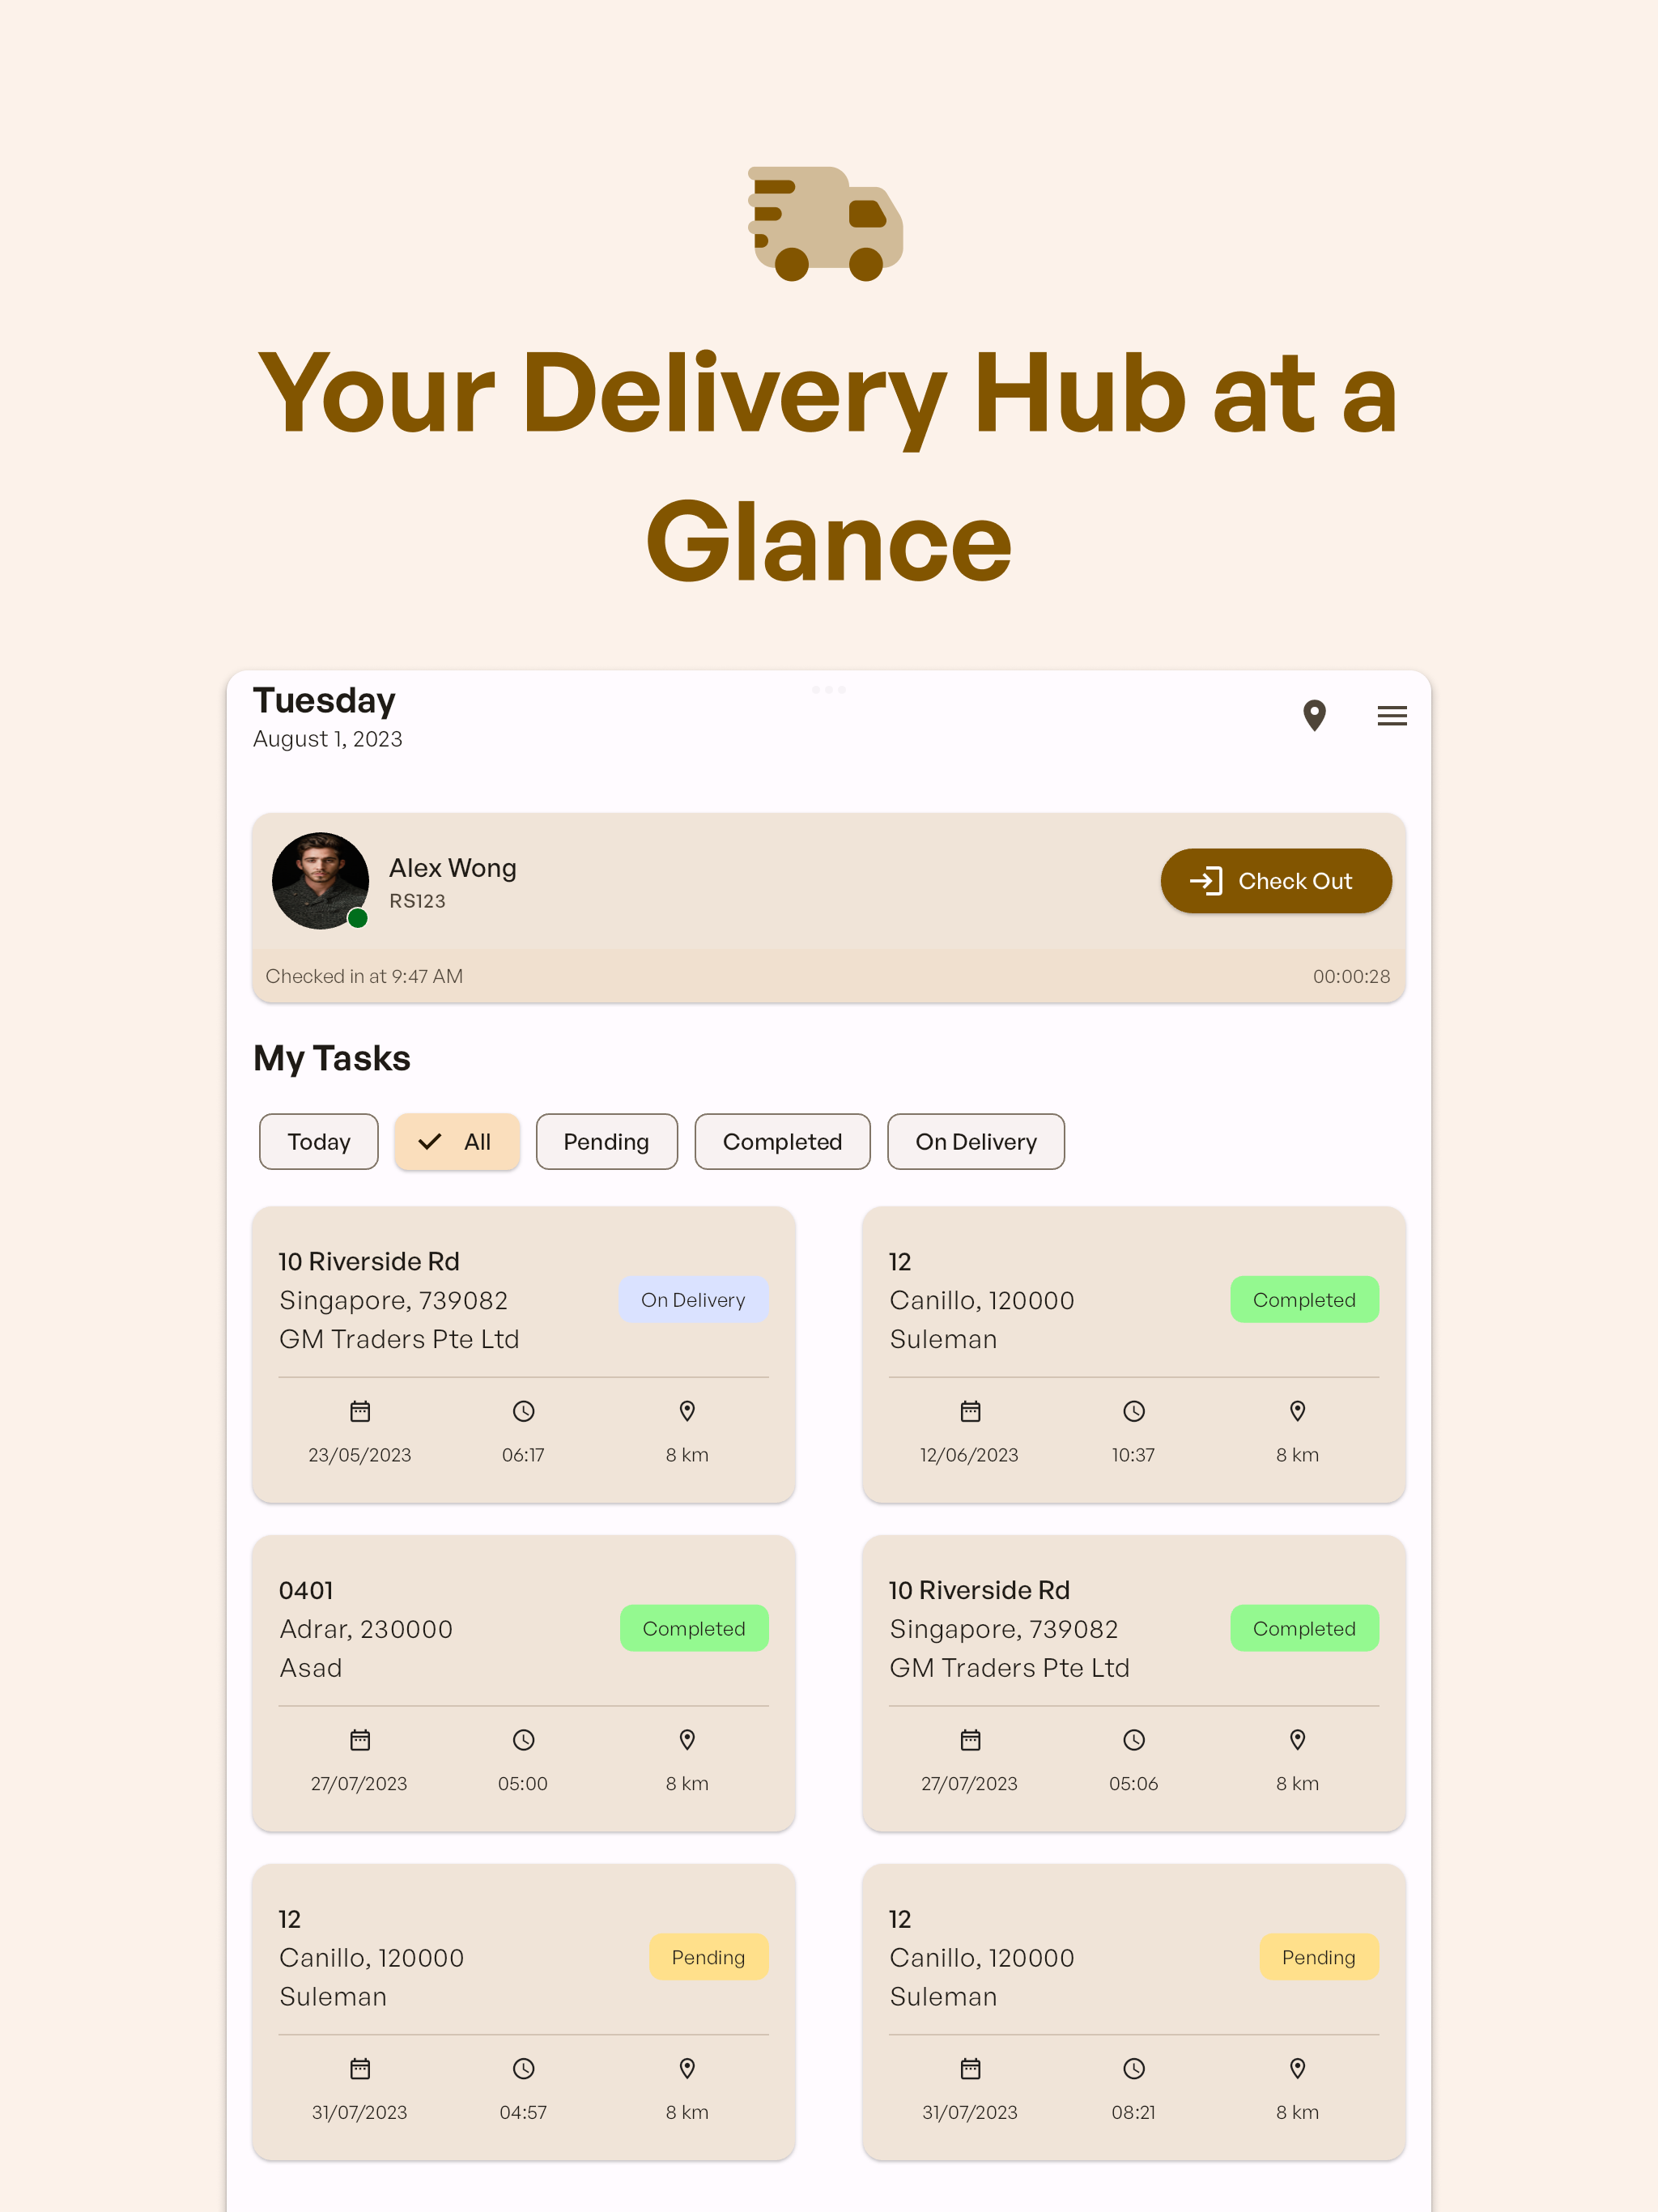 Your Delivery Hub at a
Glance
Tuesday
August 1, 2023
Alex Wong
RS123
Check Out
Checked in at 9:47 AM
00:00:28
My Tasks
Today
All
Pending
Completed
On Delivery
10 Riverside Rd
Singapore, 739082
GM Traders Pte Ltd
On Delivery
23/05/2023
06:17
8 km
12
Canillo, 120000
Suleman
Completed
12/06/2023
10:37
8 km
0401
Adrar, 230000
Asad
Completed
27/07/2023
05:00
8 km
10 Riverside Rd
Singapore, 739082
GM Traders Pte Ltd
Completed
27/07/2023
05:06
8 km
12
Canillo, 120000
Suleman
Pending
31/07/2023
04:57
8 km
12
Canillo, 120000
Suleman
Pending
31/07/2023
08:21
8 km